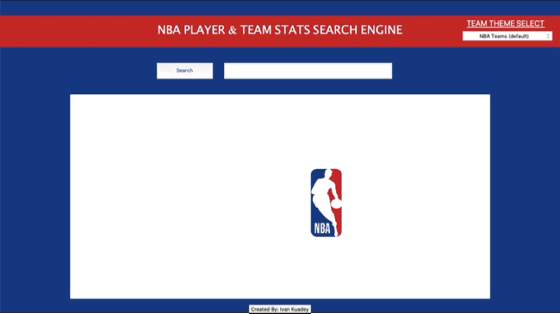 NBA PLAYER & TEAM STATS SEARCH ENGINE
TEAM THEME SELECT
NBA Teams (default)
Search
NBA
Created By: Ivan Kuadey